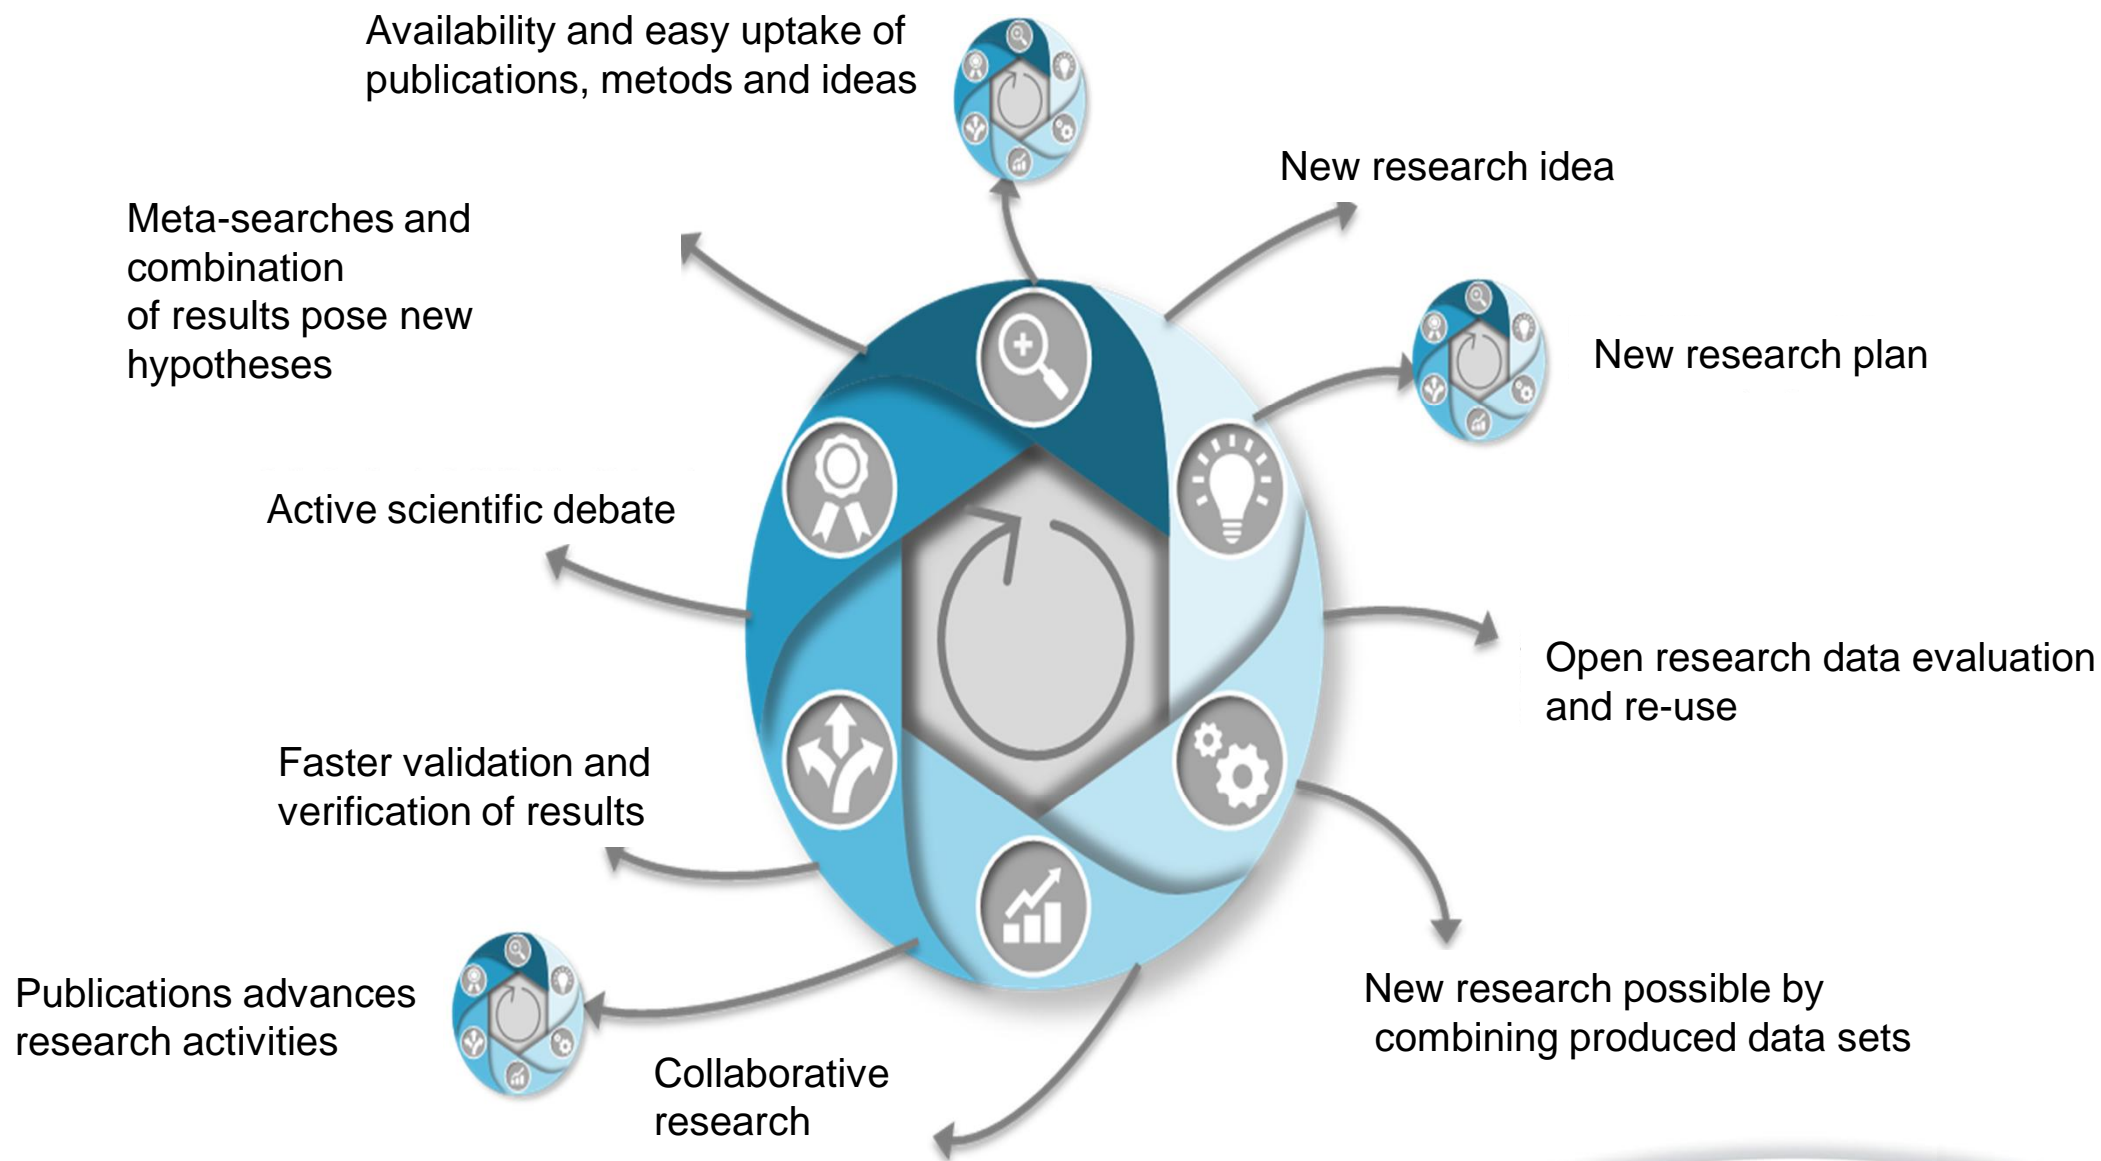 Availability and easy uptake of
publications, metods and ideas
New research idea
Meta-searches and
combination
of results pose new
hypotheses
New research plan
Active scientific debate
Open research data evaluation
and re-use
Faster validation and
verification of results
Publications advances
research activities
New research possible by
combining produced data sets
Collaborative
research